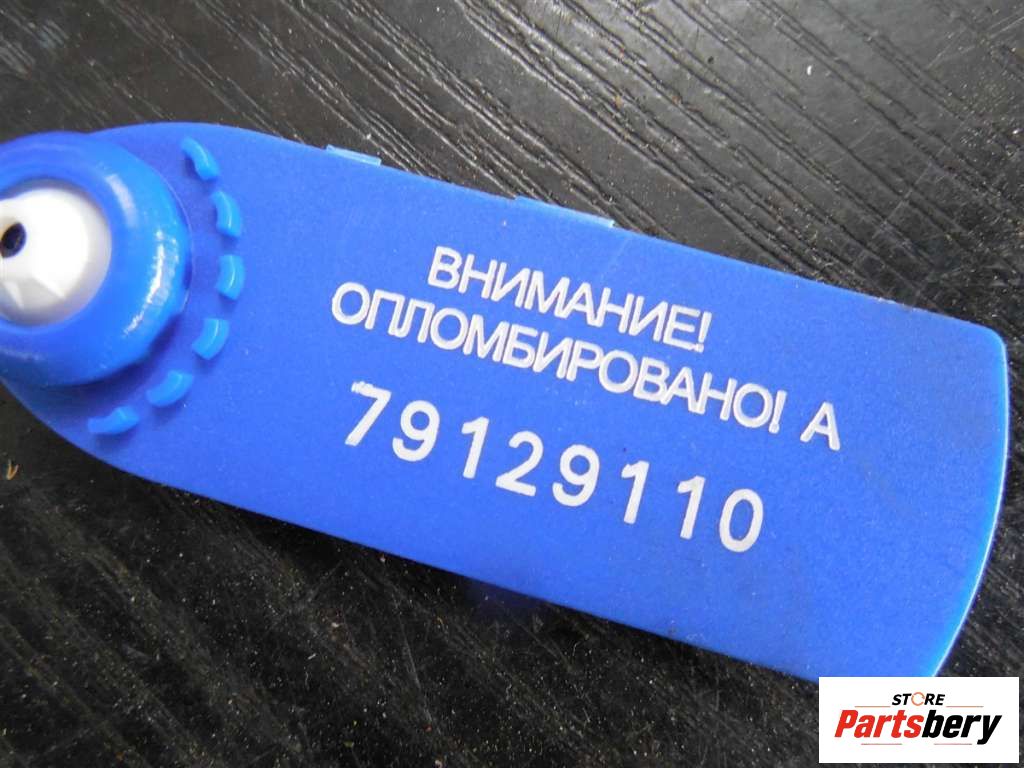 ВНИМАНИЕ!
ОПЛОМБИРОВАНО! А
79129110
STORE
Partsbery